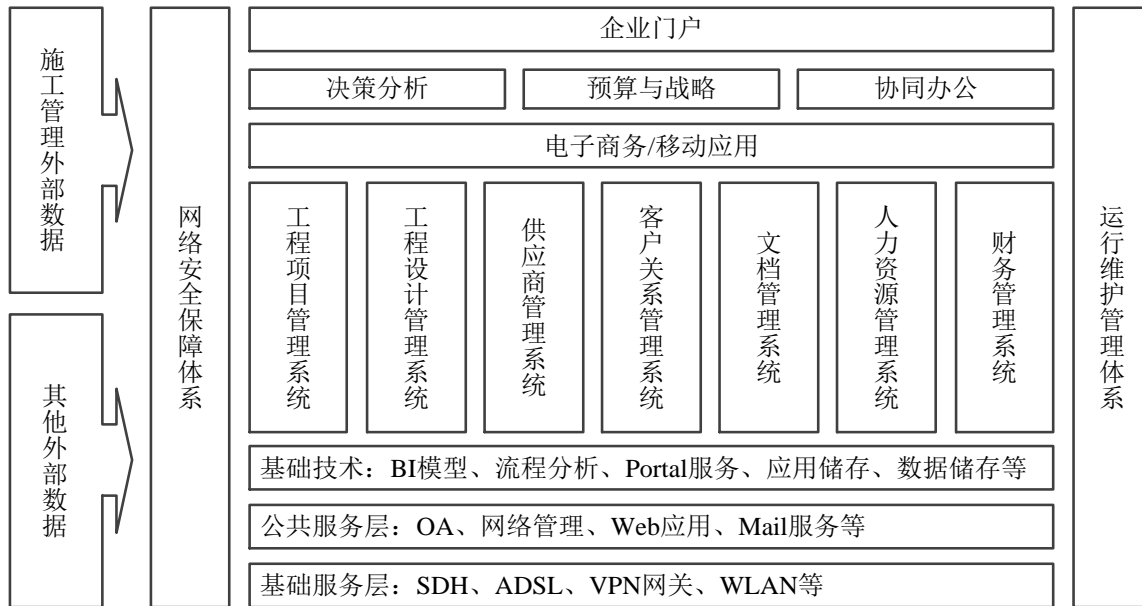 施工管理外部数据
其他外部数据
网络安全保障体系
企业门户
决策分析
预算与战略
协同办公
电子商务/移动应用
工程项目管理系统
工程设计管理系统
供应商管理系统
客户关系管理系统
文档管理系统
人力资源管理系统
财务管理系统
基础技术：BI模型、流程分析、Portal服务、应用储存、数据储存等
公共服务层：OA、网络管理、Web应用、Mail服务等
基础服务层：SDH、ADSL、VPN网关、WLAN等
运行维护管理体系